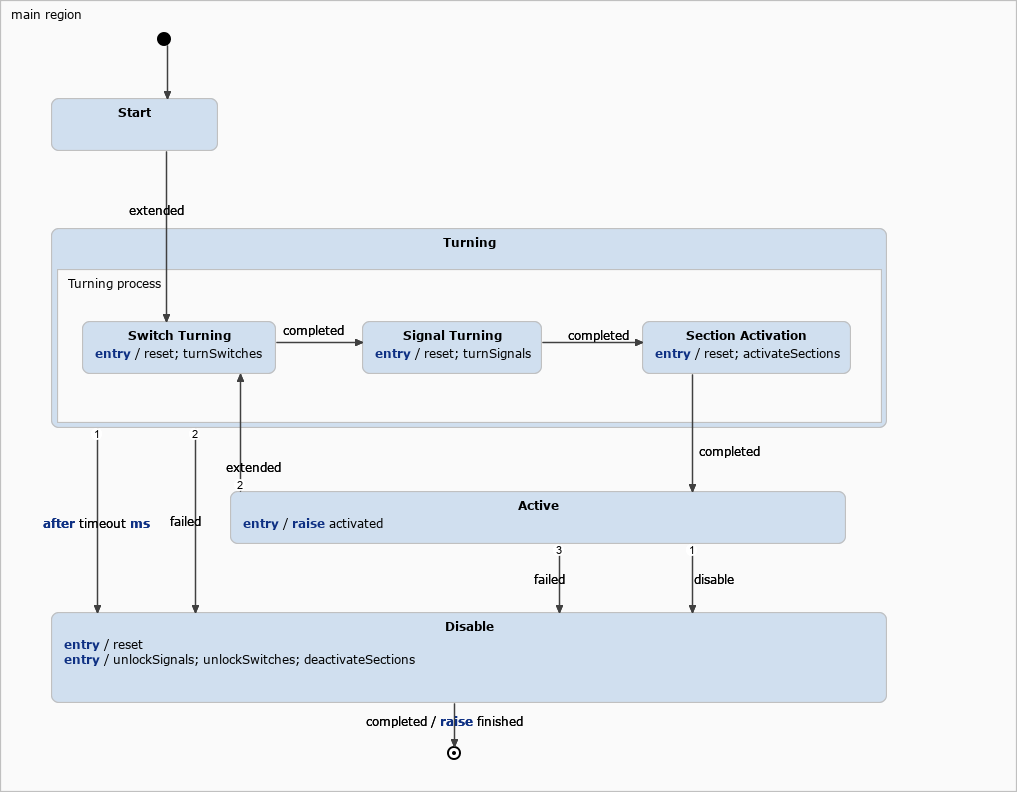 main region
Start
extended
Turning
Turning process
Switch Turning
entry / reset; turnSwitches
completed
Signal Turning
entry / reset; turnSignals
completed
Section Activation
entry / reset; activateSections
1
2
completed
extended
2
Active
entry / raise activated
after timeout ms
failed
3
1
failed
disable
Disable
entry / reset
entry / unlockSignals; unlockSwitches; deactivateSections
completed / raise finished